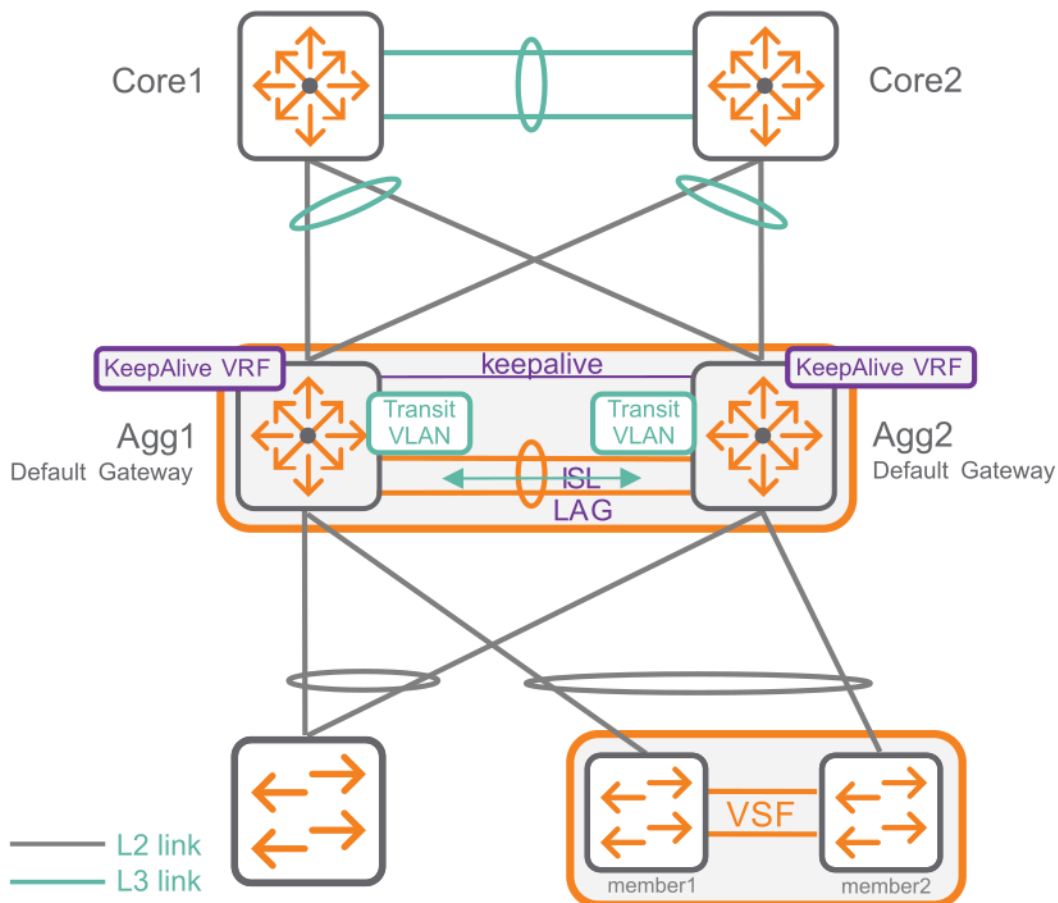 Core1
Core2
KeepAlive VRF
keepalive
KeepAlive VRF
Transit
VLAN
Transit
VLAN
Agg1
Default Gateway
Agg2
Default Gateway
ISL
LAG
VSF
member1
member2
L2 link
L3 link